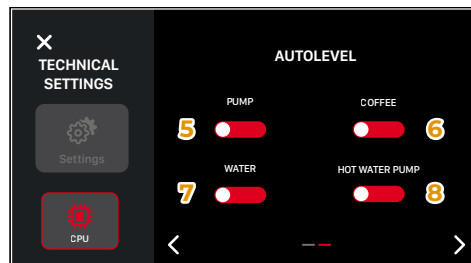 TECHNICAL
SETTINGS
Settings
CPU
AUTOLEVEL
PUMP
COFFEE
5
6
WATER
HOT WATER PUMP
7
8